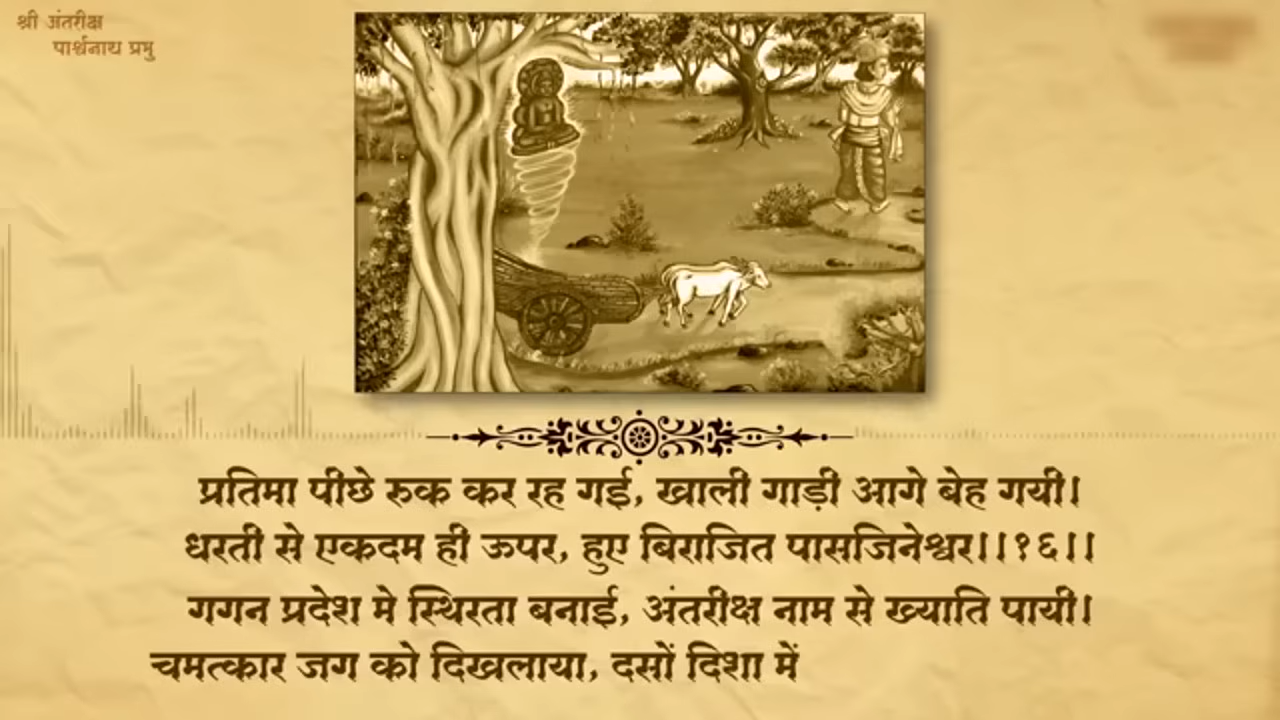 श्री अंतरीक्ष
पार्श्वनाथ प्रभु
प्रतिमा पीछे रुक कर रह गई, खाली गाड़ी आगे बेह गयी।
धरती से एकदम ही ऊपर, हुए बिराजित पासजिनेश्वर।।१६।।
गगन प्रदेश मे स्थिरता बनाई, अंतरीक्ष नाम से ख्याति पायी।
चमत्कार जग को दिखलाया, दसों दिशा में